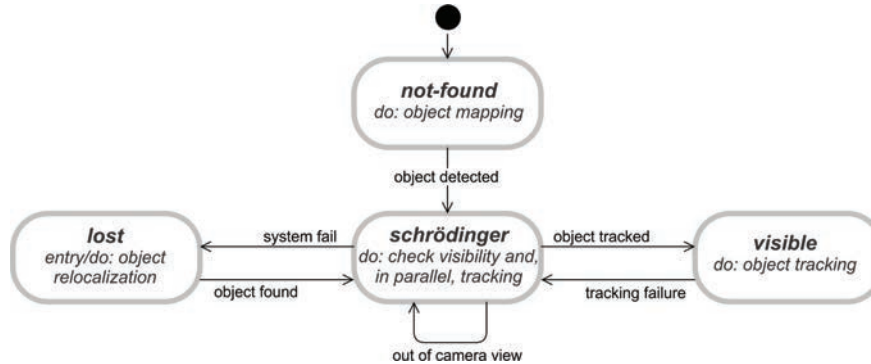 not-found
do: object mapping
object detected
lost
entry/do: object
relocalization
system fail
object found
schrödinger
do: check visibility and,
in parallel, tracking
object tracked
tracking failure
visible
do: object tracking
out of camera view